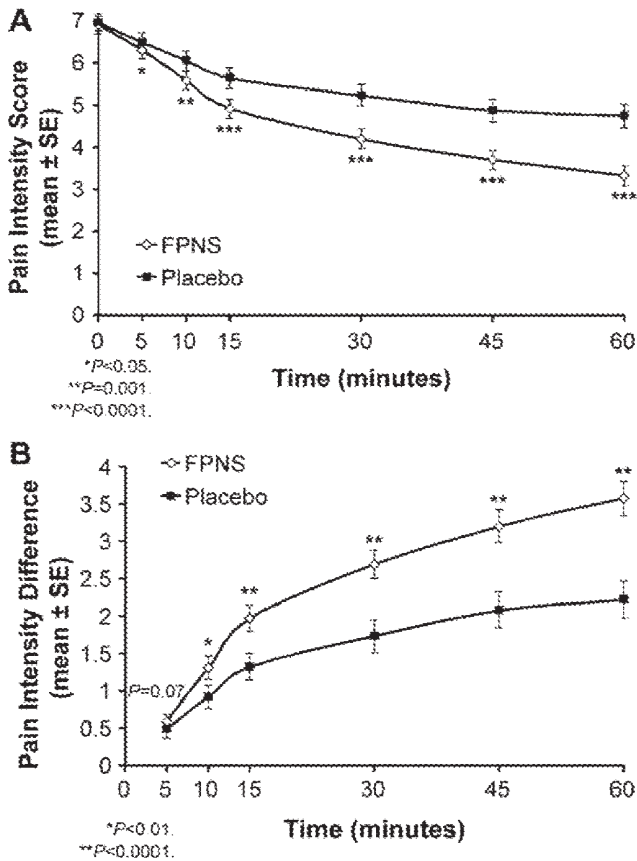 A
Pain Intensity Score
(mean ± SE)
7
6
5
4
3
2
1
0
*
**
***
***
***
***
FPNS
Placebo
0 5 10 15 30 45 60
Time (minutes)
*P<0.05.
**P=0.001.
***P<0.0001.
B
Pain Intensity Difference
(mean ± SE)
FPNS
Placebo
4
3.5
3
2.5
2
1.5
1
0.5
0
P=0.07
*
**
**
**
**
0 5 10 15 30 45 60
Time (minutes)
*P<0.01.
**P<0.0001.